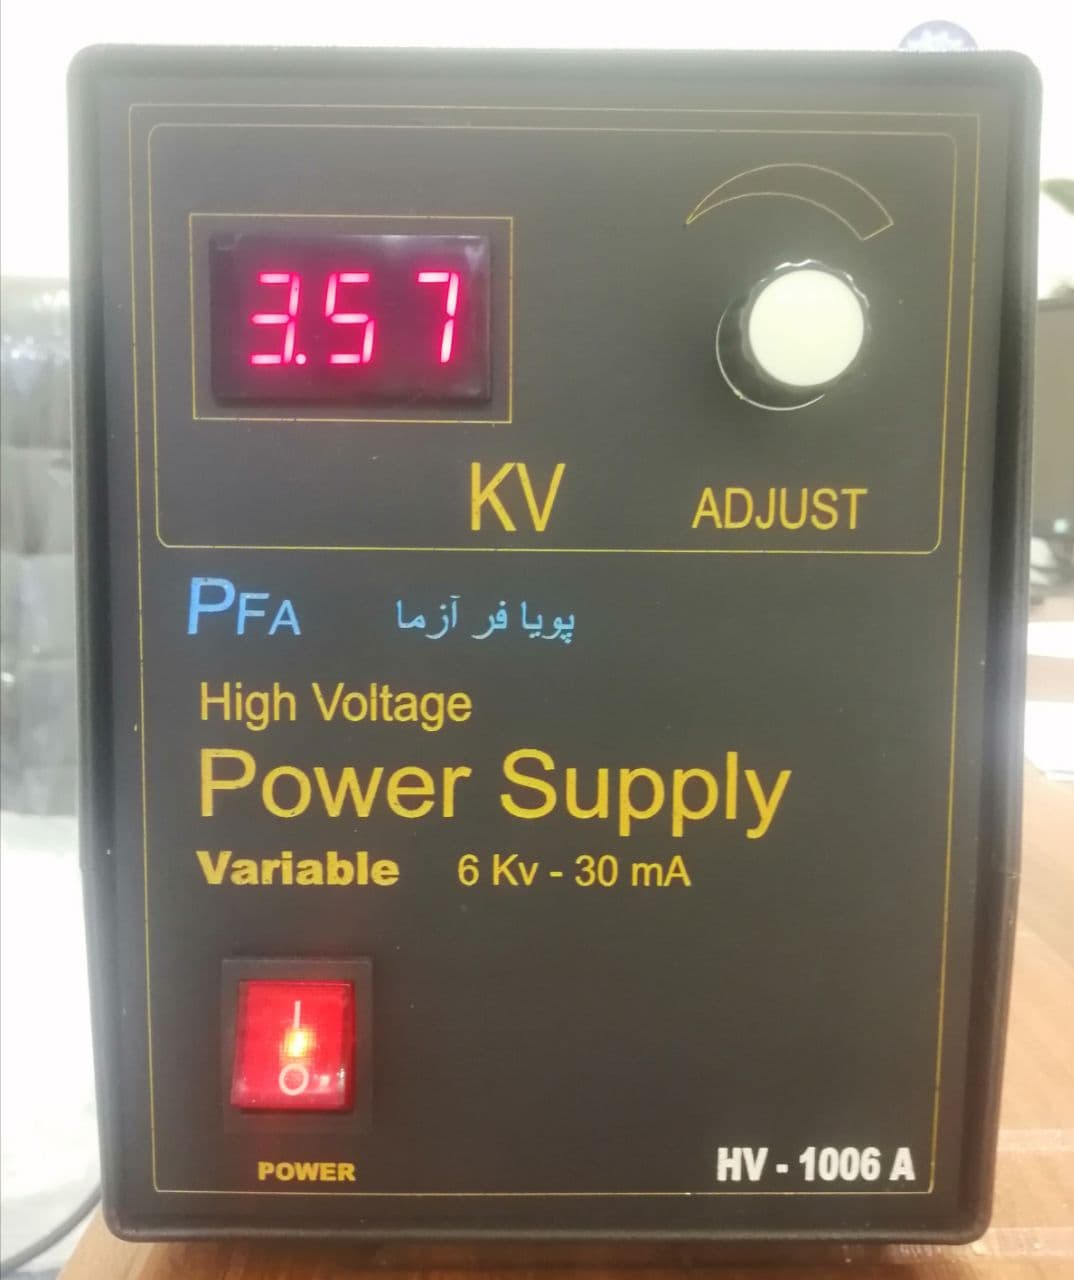 3.57
KV
ADJUST
PFA پویا فر آزما
High Voltage
Power Supply
Variable 6 Kv - 30 mA
POWER
HV - 1006 A